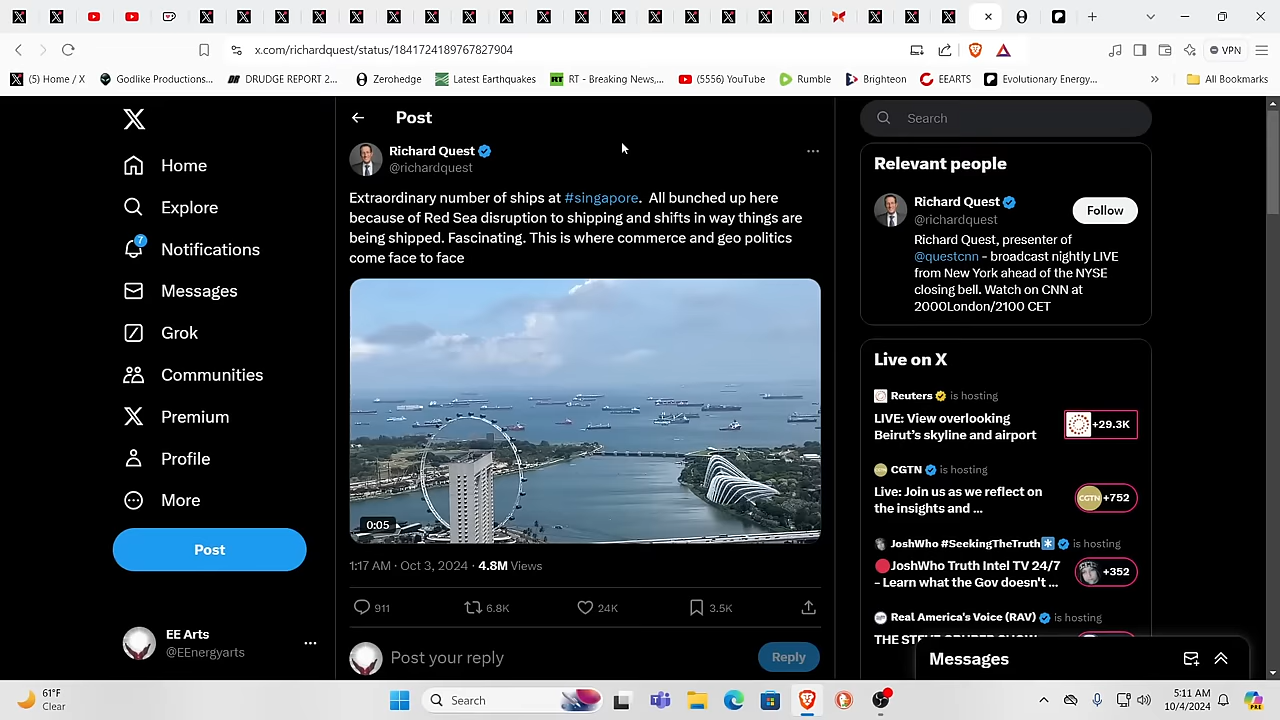 x.com/richardquest/status/1841724189767827904
VPN
(5) Home / X
Godlike Productions...
DRUDGE REPORT 2...
Zerohedge
Latest Earthquakes
RT - Breaking News,...
(5556) YouTube
Rumble
Brighteon
EEARTS
Evolutionary Energy...
All Bookmarks
Home
Explore
7
Notifications
Messages
Grok
Communities
Premium
Profile
More
Post
EE Arts
@EEnergyarts
Post
Richard Quest
@richardquest
Extraordinary number of ships at #singapore. All bunched up here
because of Red Sea disruption to shipping and shifts in way things are
being shipped. Fascinating. This is where commerce and geo politics
come face to face
0:05
1:17 AM · Oct 3, 2024 · 4.8M Views
911
6.8K
24K
3.5K
Post your reply
Reply
Search
Relevant people
Richard Quest
@richardquest
Follow
Richard Quest, presenter of
@questcnn - broadcast nightly LIVE
from New York ahead of the NYSE
closing bell. Watch on CNN at
2000London/2100 CET
Live on X
Reuters is hosting
LIVE: View overlooking
Beirut's skyline and airport
+29.3K
CGTN is hosting
Live: Join us as we reflect on
the insights and ...
CGTN
+752
JoshWho #SeekingTheTruth is hosting
JoshWho Truth Intel TV 24/7
- Learn what the Gov doesn't ...
+352
Real America's Voice (RAV) is hosting
Messages
61°F
Clear
Search
5:11 AM
10/4/2024
PRE